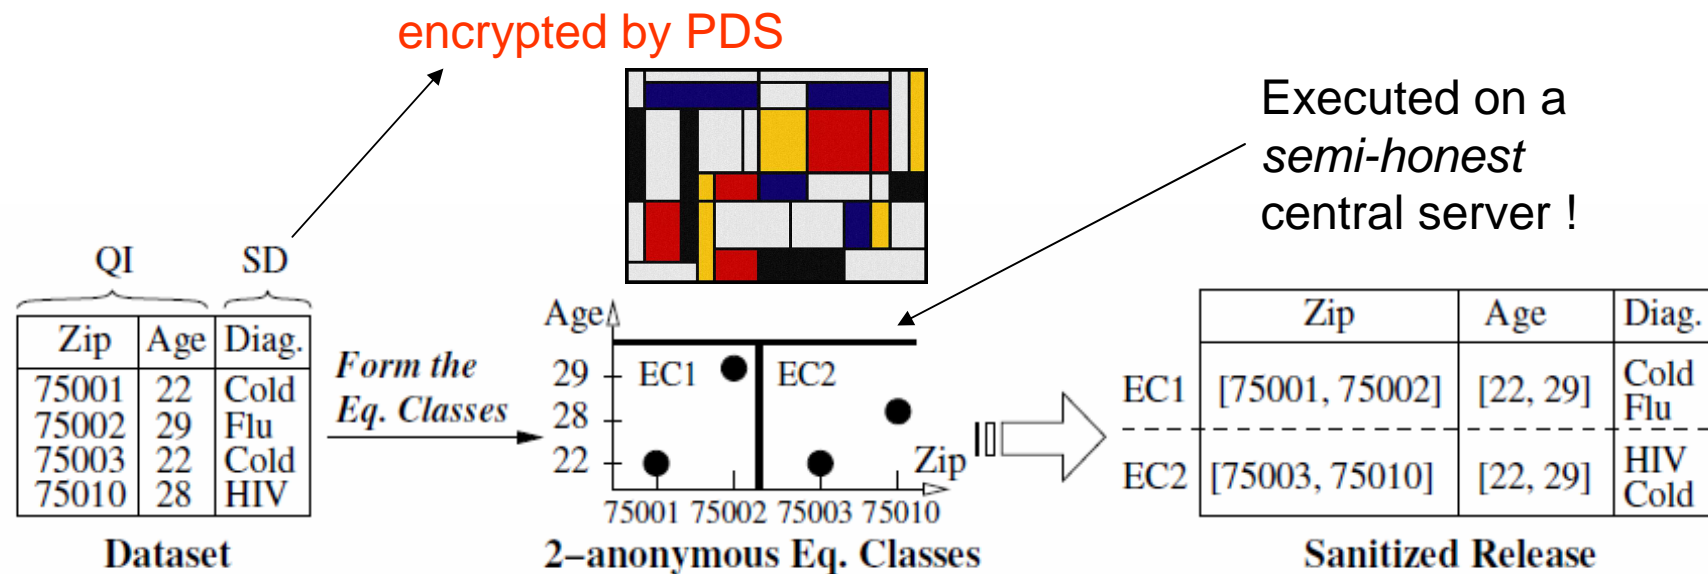 encrypted by PDS
Executed on a
semi-honest
central server !
QI SD
Zip Age Diag.
75001 22 Cold
75002 29 Flu
75003 22 Cold
75010 28 HIV
Dataset
Form the
Eq. Classes
Age
29 EC1 EC2
28
22 Zip
75001 75002 75003 75010
2–anonymous Eq. Classes
Zip Age Diag.
EC1 [75001, 75002] [22, 29] Cold
Flu
EC2 [75003, 75010] [22, 29] HIV
Cold
Sanitized Release